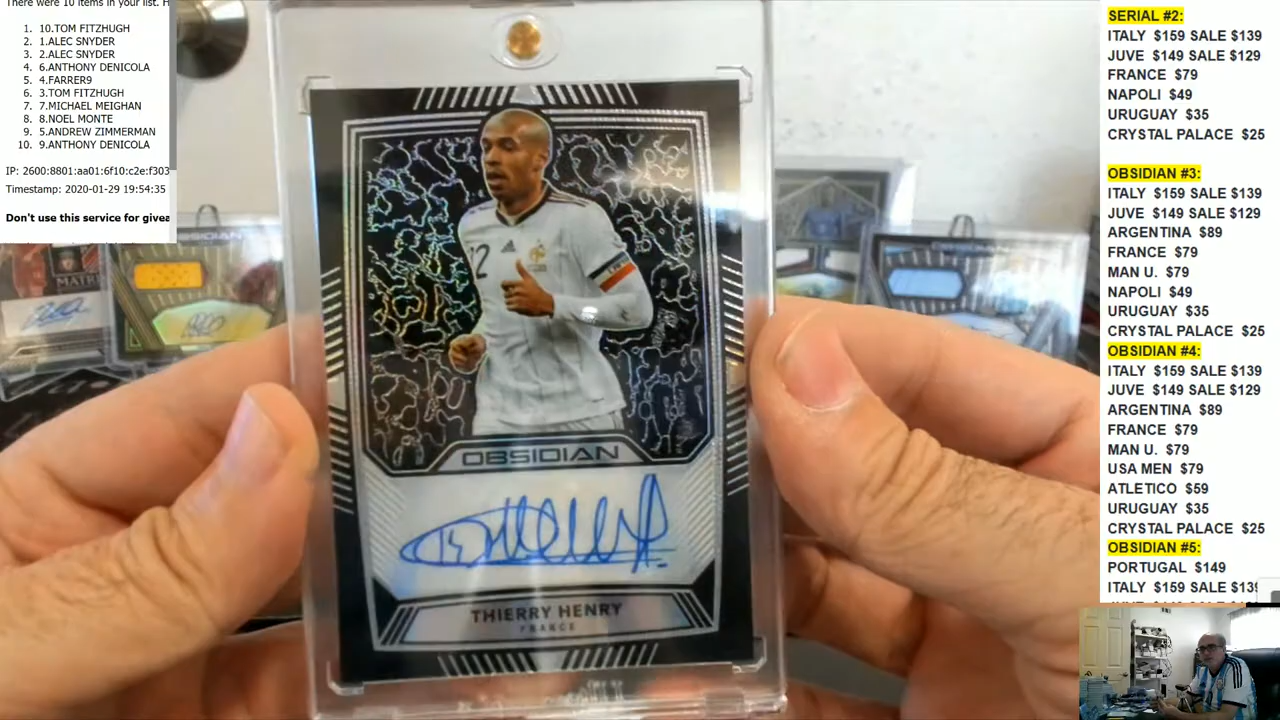 There were 10 items in your list. H
1. 10.TOM FITZHUGH
2. 1.ALEC SNYDER
3. 2.ALEC SNYDER
4. 6.ANTHONY DENICOLA
5. 4.FARRER9
6. 3.TOM FITZHUGH
7. 7.MICHAEL MEIGHAN
8. 8.NOEL MONTE
9. 5.ANDREW ZIMMERMAN
10. 9.ANTHONY DENICOLA
IP: 2600:8801:aa01:6f10:c2e:f303
Timestamp: 2020-01-29 19:54:35
Don't use this service for givea
OBSIDIAN
MATRI
12
OBSIDIAN
THIERRY HENRY
FRANCE
SERIAL #2:
ITALY $159 SALE $139
JUVE $149 SALE $129
FRANCE $79
NAPOLI $49
URUGUAY $35
CRYSTAL PALACE $25
OBSIDIAN #3:
ITALY $159 SALE $139
JUVE $149 SALE $129
ARGENTINA $89
FRANCE $79
MAN U. $79
NAPOLI $49
URUGUAY $35
CRYSTAL PALACE $25
OBSIDIAN #4:
ITALY $159 SALE $139
JUVE $149 SALE $129
ARGENTINA $89
FRANCE $79
MAN U. $79
USA MEN $79
ATLETICO $59
URUGUAY $35
CRYSTAL PALACE $25
OBSIDIAN #5:
PORTUGAL $149
ITALY $159 SALE $139